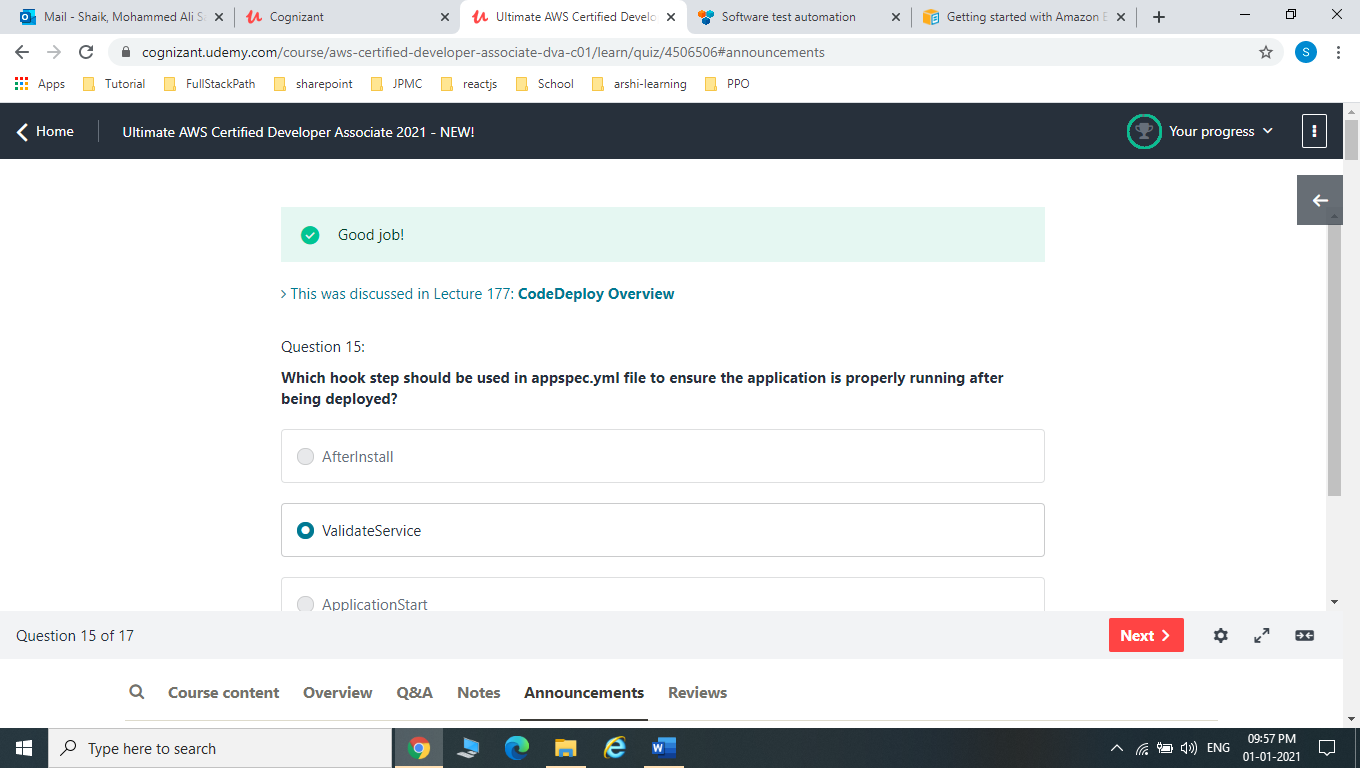 Mail - Shaik, Mohammed Ali S
Cognizant
Ultimate AWS Certified Develo
Software test automation
Getting started with Amazon E
cognizant.udemy.com/course/aws-certified-developer-associate-dva-c01/learn/quiz/4506506#announcements
S
Apps Tutorial FullStackPath sharepoint JPMC reactjs School arshi-learning PPO
Home
Ultimate AWS Certified Developer Associate 2021 - NEW!
Your progress
Good job!
This was discussed in Lecture 177: CodeDeploy Overview
Question 15:
Which hook step should be used in appspec.yml file to ensure the application is properly running after
being deployed?
AfterInstall
ValidateService
ApplicationStart
Question 15 of 17
Next
Course content Overview Q&A Notes Announcements Reviews
Type here to search
ENG
09:57 PM
01-01-2021